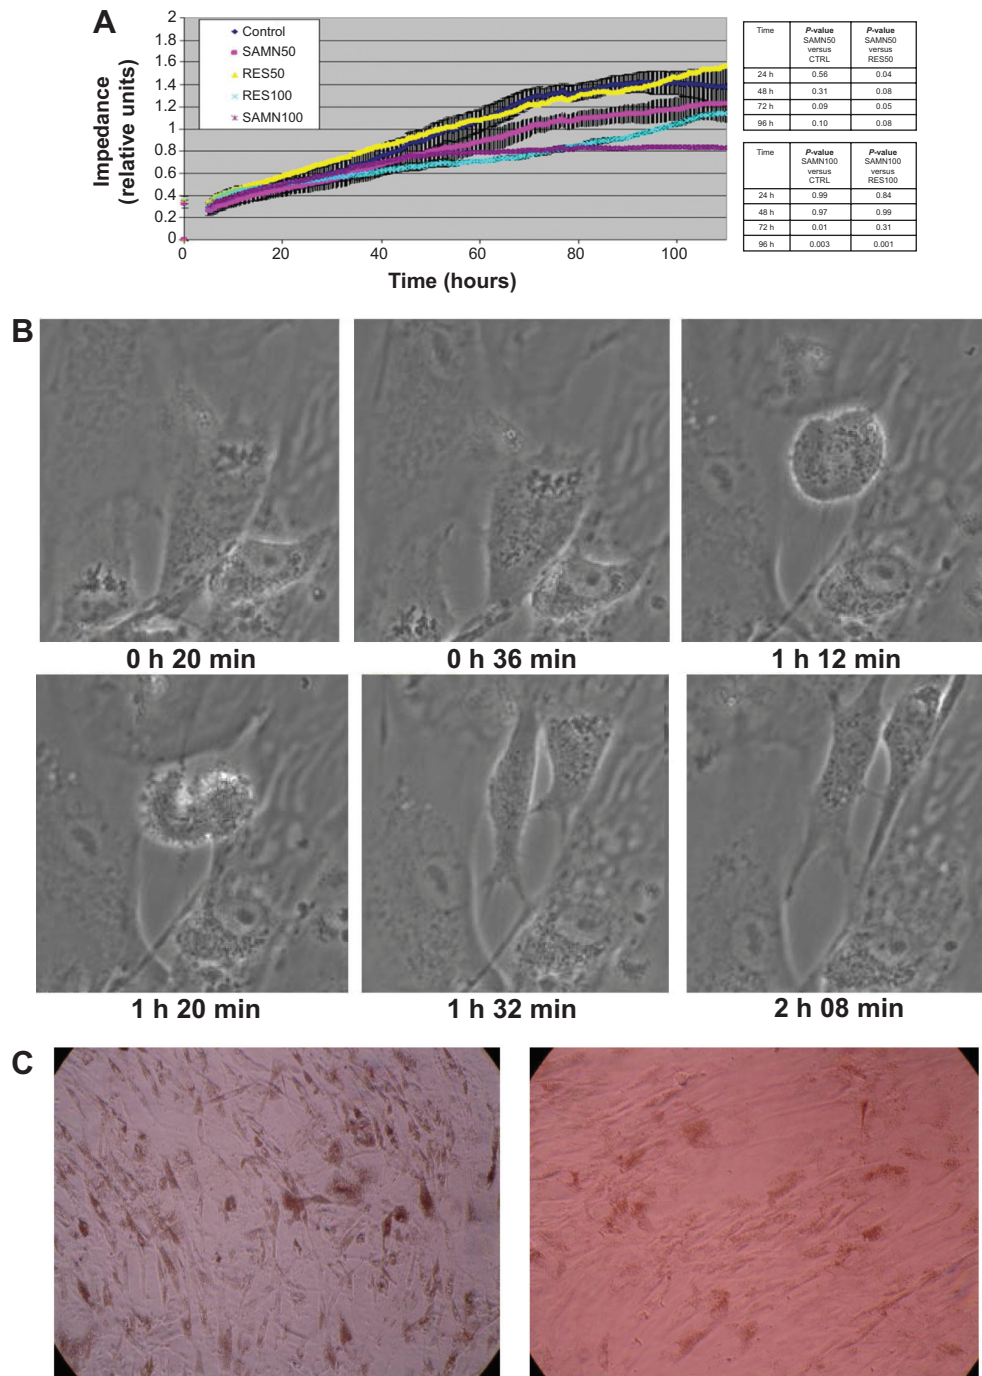 A
2
1.8
1.6
1.4
1.2
1
0.8
0.6
0.4
0.2
0
Impedance
(relative units)
Control
SAMN50
RES50
RES100
SAMN100
0 20 40 60 80 100
Time (hours)
Time P-value SAMN50 versus CTRL P-value SAMN50 versus RES50
24 h 0.56 0.04
48 h 0.31 0.08
72 h 0.09 0.05
96 h 0.10 0.08
Time P-value SAMN100 versus CTRL P-value SAMN100 versus RES100
24 h 0.99 0.84
48 h 0.97 0.99
72 h 0.01 0.31
96 h 0.003 0.001
B
0 h 20 min 0 h 36 min 1 h 12 min
1 h 20 min 1 h 32 min 2 h 08 min
C